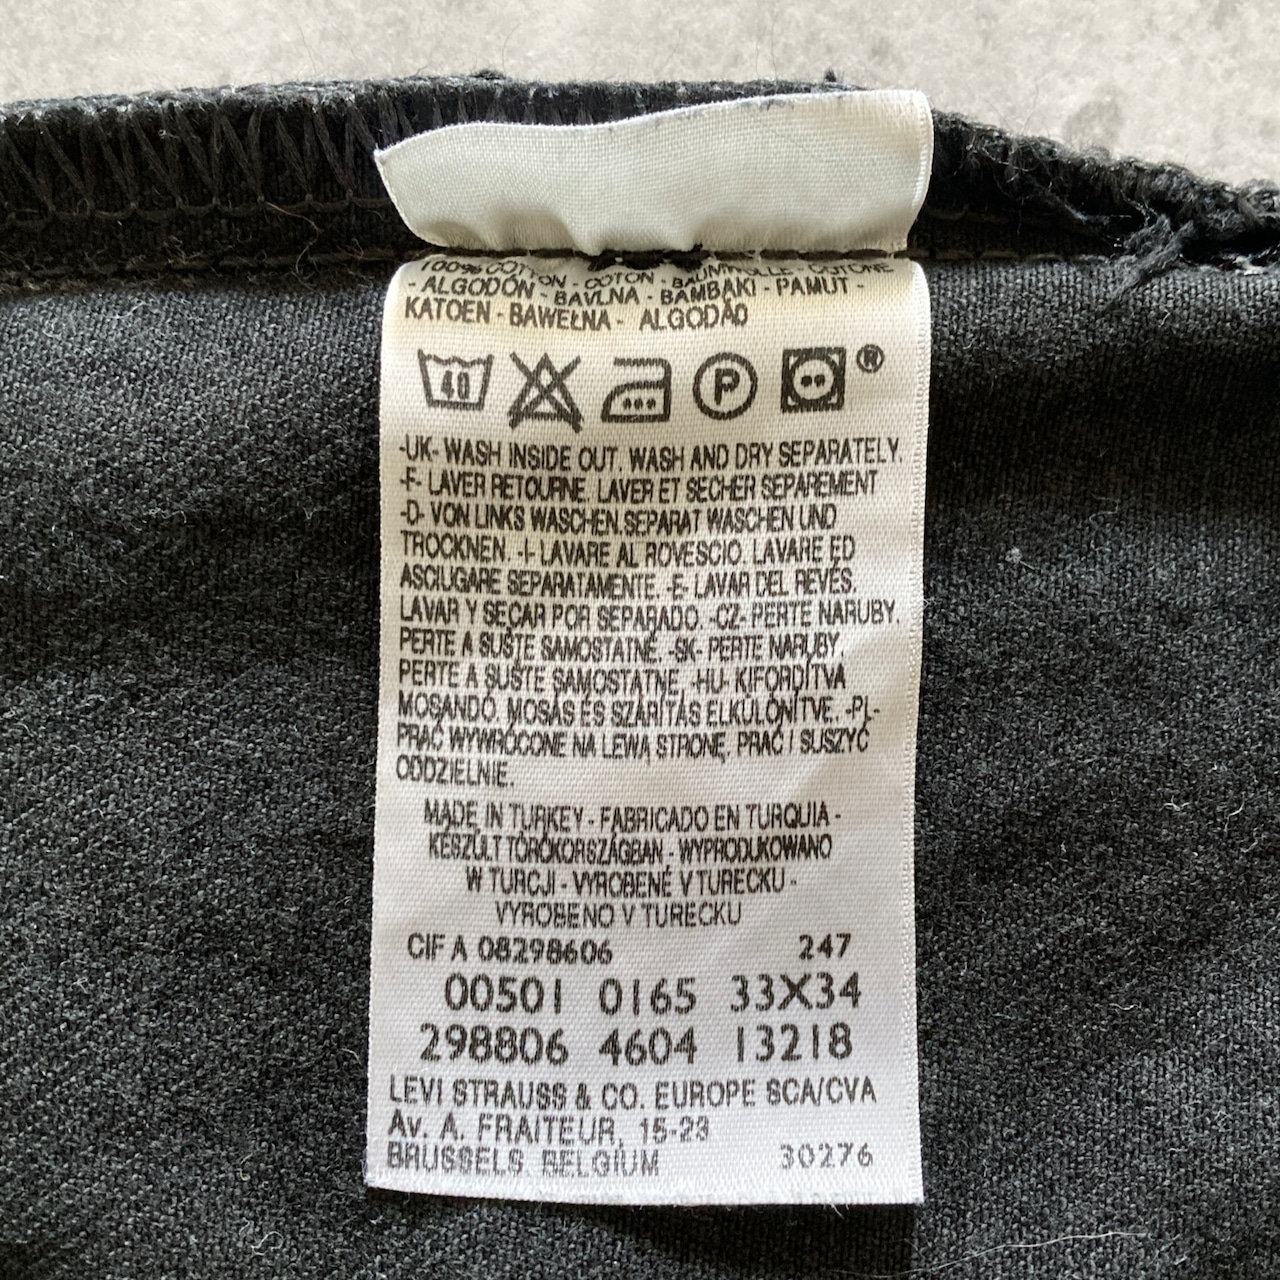 100% COTTON - COTON - BAUMWOLLE - COTONE
- ALGODÓN - BAVLNA - BAMBAKI - PAMUT -
KATOEN - BAWEŁNA - ALGODÃO
40 P ®
-UK- WASH INSIDE OUT. WASH AND DRY SEPARATELY.
-F- LAVER RETOURNE. LAVER ET SECHER SEPAREMENT
-D- VON LINKS WASCHEN.SEPARAT WASCHEN UND
TROCKNEN. -I- LAVARE AL ROVESCIO. LAVARE ED
ASCIUGARE SEPARATAMENTE. -E- LAVAR DEL REVÉS.
LAVAR Y SECAR POR SEPARADO. -CZ- PERTE NARUBY.
PERTE A SUŠTE SAMOSTATNĚ. -SK- PERTE NARUBY,
PERTE A SUŠTE SAMOSTATNE. -HU- KIFORDÍTVA
MOSANDÓ. MOSÁS ÉS SZÁRÍTÁS ELKÜLÖNÍTVE. -PL-
PRAĆ WYWRÓCONE NA LEWĄ STRONĘ, PRAĆ I SUSZYĆ
ODDZIELNIE.
MADE IN TURKEY - FABRICADO EN TURQUIA -
KÉSZÜLT TÖRÖKORSZÁGBAN - WYPRODUKOWANO
W TURCJI - VYROBENÉ V TURECKU -
VYROBENO V TURECKU
CIF A 08298606 247
00501 0165 33X34
298806 4604 13218
LEVI STRAUSS & CO. EUROPE SCA/CVA
Av. A. FRAITEUR, 15-23
BRUSSELS BELGIUM 30276